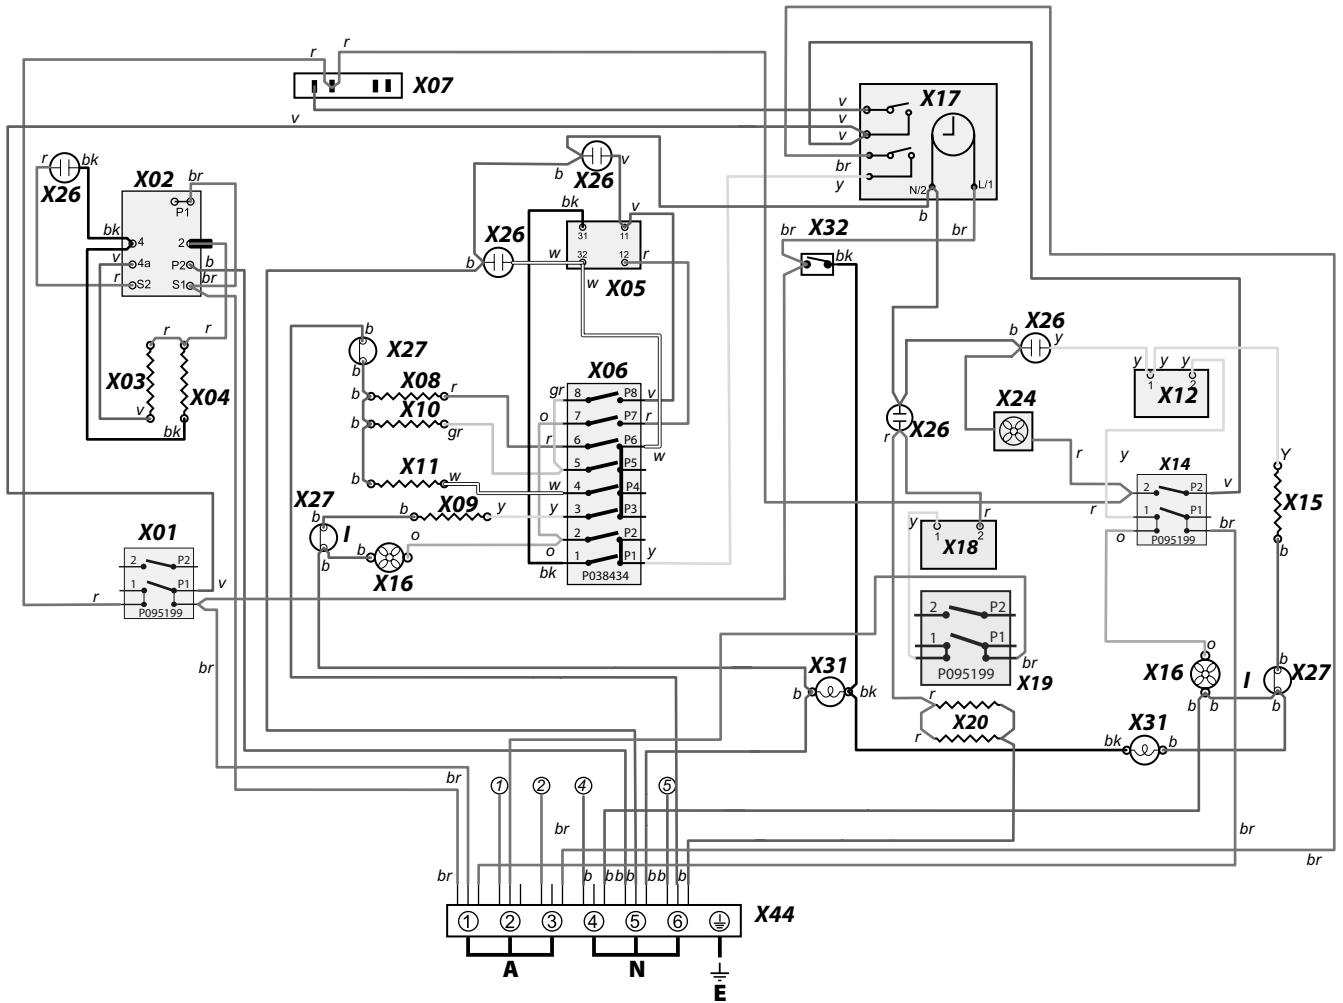 r
r
X07
v
v
v
v
X17
br
y
N/2
L/1
b
br
br
X32
bk
r
bk
X26
X02
br
P1
bk
4
2
v
4a
P2
b
r
S2
S1
br
r
r
X03
X04
v
bk
b
v
X26
bk
v
31
11
X26
b
w
32
12
r
w
X05
b
X27
b
X06
b
X08
r
gr
8
P8
v
X10
o
7
P7
r
b
gr
r
6
P6
w
5
P5
X11
b
w
w
4
P4
X27
b
X09
y
y
3
P3
b
I
o
2
P2
b
o
X16
bk
1
P1
y
P038434
b
X26
y
y
y
y
1
2
X12
X24
X26
r
r
y
X14
2
P2
v
r
1
P1
br
o
P095199
Y
X15
b
y
1
2
r
X18
X01
2
P2
1
P1
v
r
P095199
br
2
P2
1
P1
br
P095199
X19
X31
b
bk
r
X20
r
o
X16
b
b
I
b
X27
b
X31
bk
b
br
1
2
4
5
br
br
br
br
b
b
b
b
b
b
b
1
2
3
4
5
6
X44
A
N
E